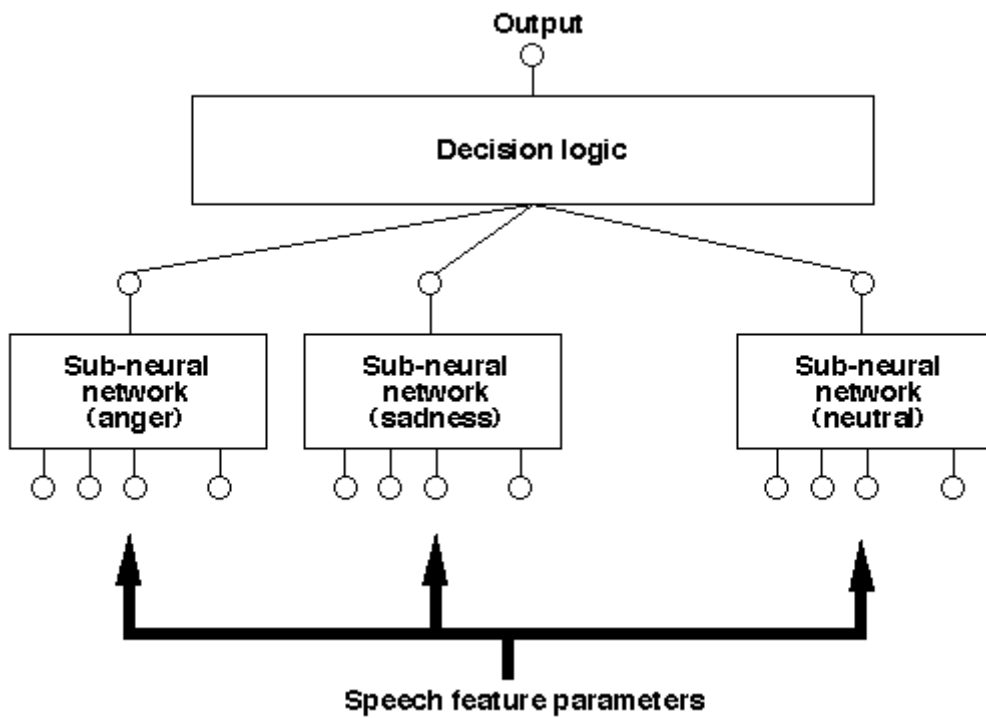 Output
Decision logic
Sub-neural
network
(anger)
Sub-neural
network
(sadness)
Sub-neural
network
(neutral)
Speech feature parameters